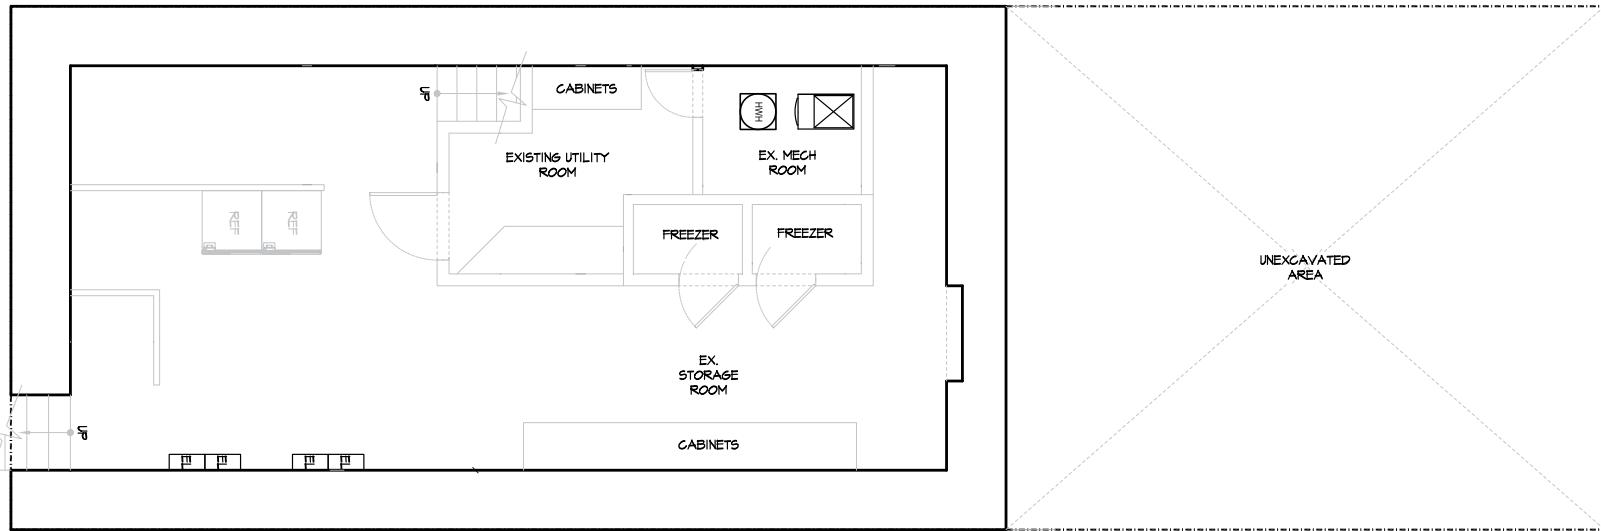 UP
CABINETS
HWH
EXISTING UTILITY
ROOM
EX. MECH
ROOM
REF
REF
FREEZER
FREEZER
UNEXCAVATED
AREA
EX.
STORAGE
ROOM
UP
CABINETS